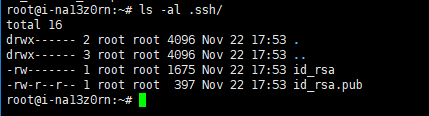 root@i-na13z0rn:~# ls -al .ssh/
total 16
drwx------ 2 root root 4096 Nov 22 17:53 .
drwx------ 3 root root 4096 Nov 22 17:53 ..
-rw------- 1 root root 1675 Nov 22 17:53 id_rsa
-rw-r--r-- 1 root root  397 Nov 22 17:53 id_rsa.pub
root@i-na13z0rn:~#